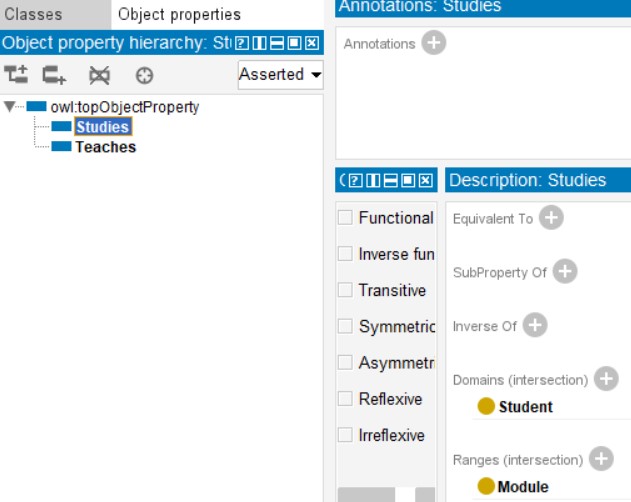 Classes
Object properties
Object property hierarchy: St
Asserted
owl:topObjectProperty
Studies
Teaches
Annotations: Studies
Annotations
Description: Studies
Functional
Inverse fun
Transitive
Symmetric
Asymmetri
Reflexive
Irreflexive
Equivalent To
SubProperty Of
Inverse Of
Domains (intersection)
Student
Ranges (intersection)
Module